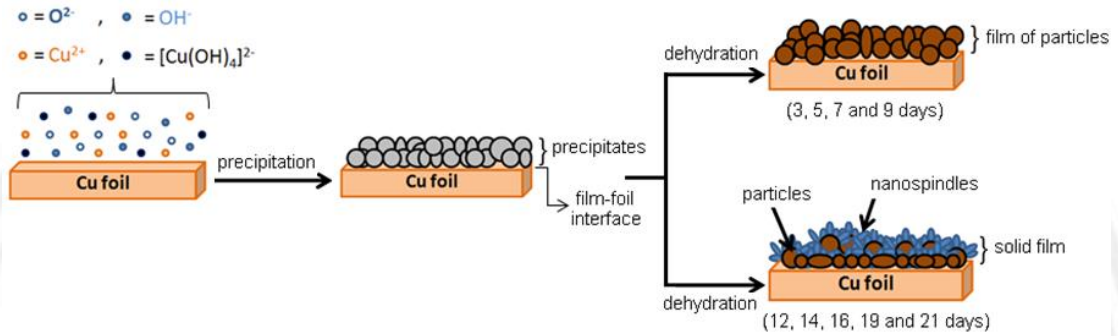 = O²⁻ , = OH⁻
= Cu²⁺ , = [Cu(OH)₄]²⁻
Cu foil
precipitation
precipitates
Cu foil
film-foil
interface
dehydration
film of particles
Cu foil
(3, 5, 7 and 9 days)
particles
nanospindles
solid film
Cu foil
dehydration
(12, 14, 16, 19 and 21 days)